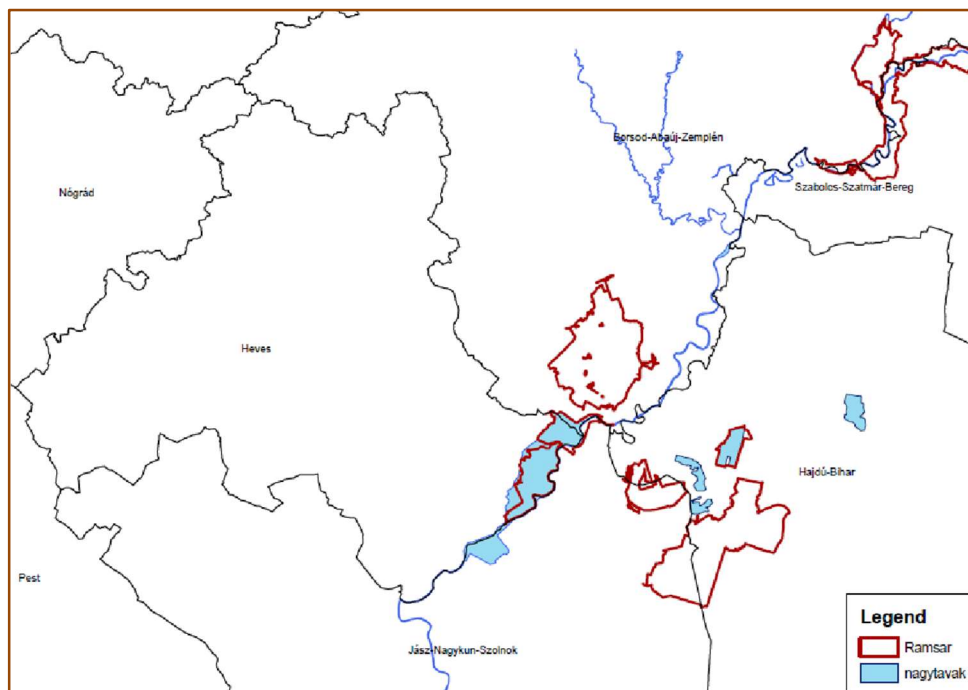 Borsod-Abaúj-Zemplén
Nógrád
Szabolcs-Szatmár-Bereg
Heves
Hajdú-Bihar
Pest
Jász-Nagykun-Szolnok
Legend
Ramsar
nagytavak